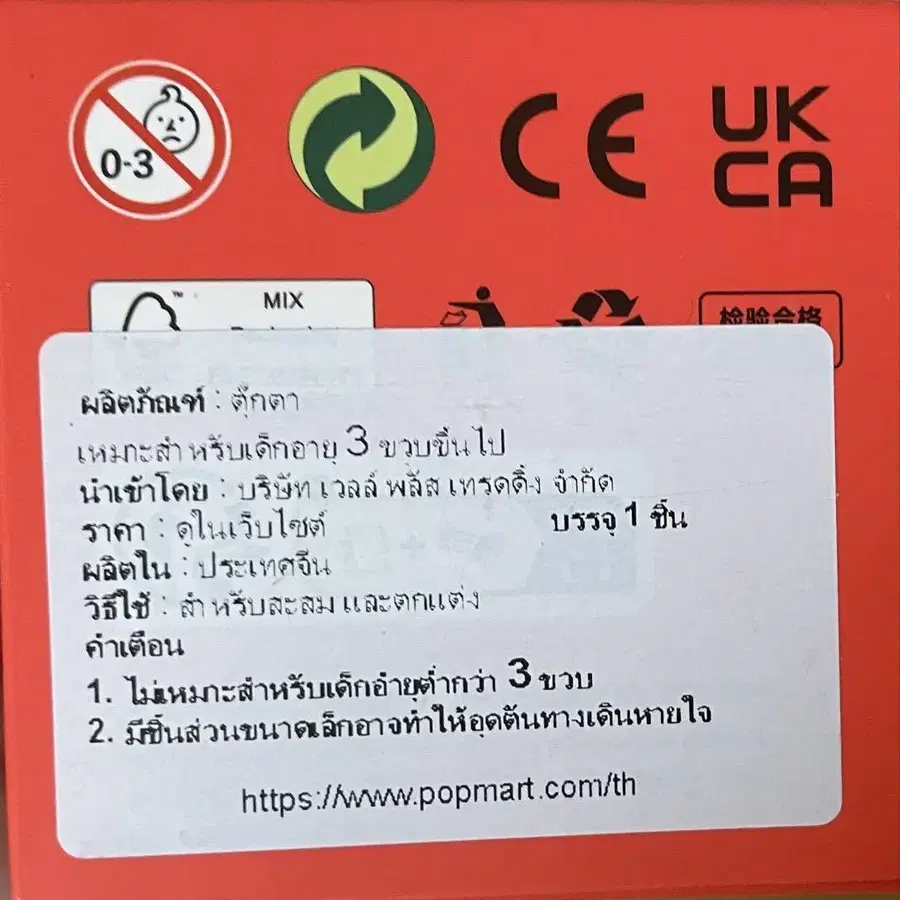 0-3
CE
UK
CA
™
MIX
检验合格
ผลิตภัณฑ์ : ตุ๊กตา
เหมาะสำหรับเด็กอายุ 3 ขวบขึ้นไป
นำเข้าโดย : บริษัท เวลล์ พลัส เทรดดิ้ง จำกัด
ราคา : ดูในเว็บไซต์ บรรจุ 1 ชิ้น
ผลิตใน : ประเทศจีน
วิธีใช้ : สำหรับสะสมและตกแต่ง
คำเตือน
1. ไม่เหมาะสำหรับเด็กอายุต่ำกว่า 3 ขวบ
2. มีชิ้นส่วนขนาดเล็กอาจทำให้อุดตันทางเดินหายใจ
https://www.popmart.com/th